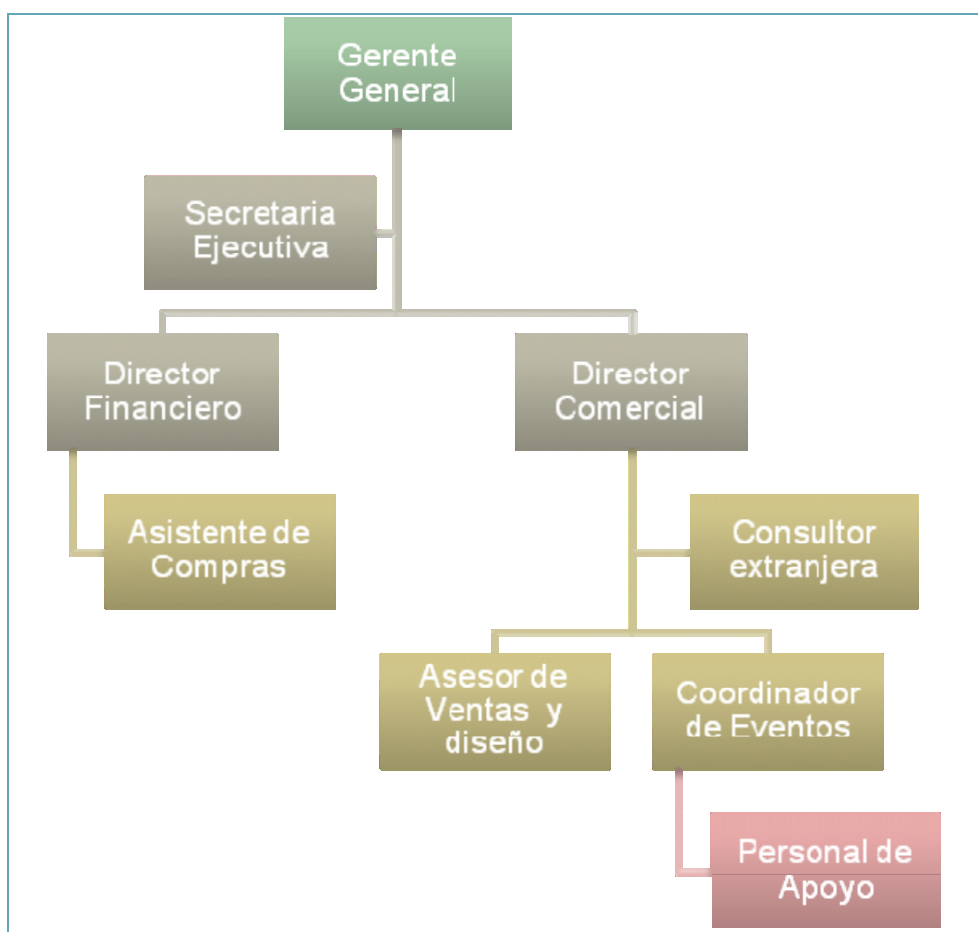 Gerente
General
Secretaria
Ejecutiva
Director
Financiero
Director
Comercial
Asistente de
Compras
Consultor
extranjera
Asesor de
Ventas y
diseño
Coordinador
de Eventos
Personal de
Apoyo